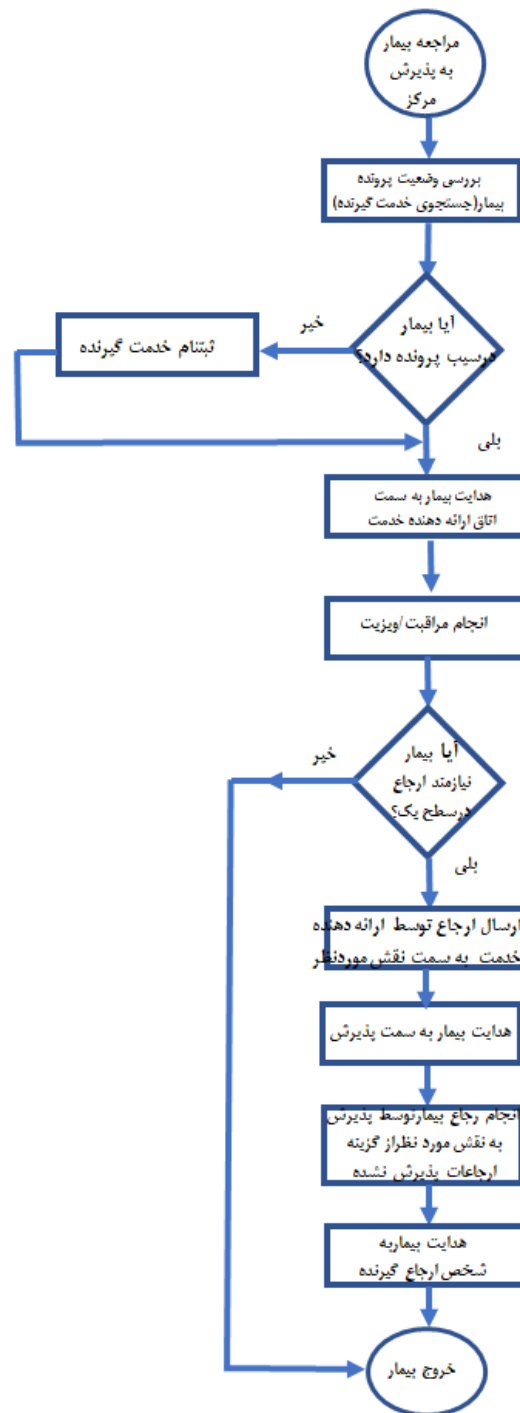 مراجعه بیمار
به پذیرش
مرکز
بررسی وضعیت پرونده
بیمار(جستجوی خدمت گیرنده)
آیا بیمار
درسیب پرونده دارد؟
خیر
ثبتنام خدمت گیرنده
بلی
هدایت بیمار به سمت
اتاق ارائه دهنده خدمت
انجام مراقبت/ویزیت
آیا بیمار
نیازمند ارجاع
درسطح یک؟
خیر
بلی
ارسال ارجاع توسط ارائه دهنده
خدمت به سمت نقش موردنظر
هدایت بیمار به سمت پذیرش
انجام رجاع بیمارتوسط پذیرش
به نقش مورد نظراز گزینه
ارجاعات پذیرش نشده
هدایت بیماربه
شخص ارجاع گیرنده
خروج بیمار